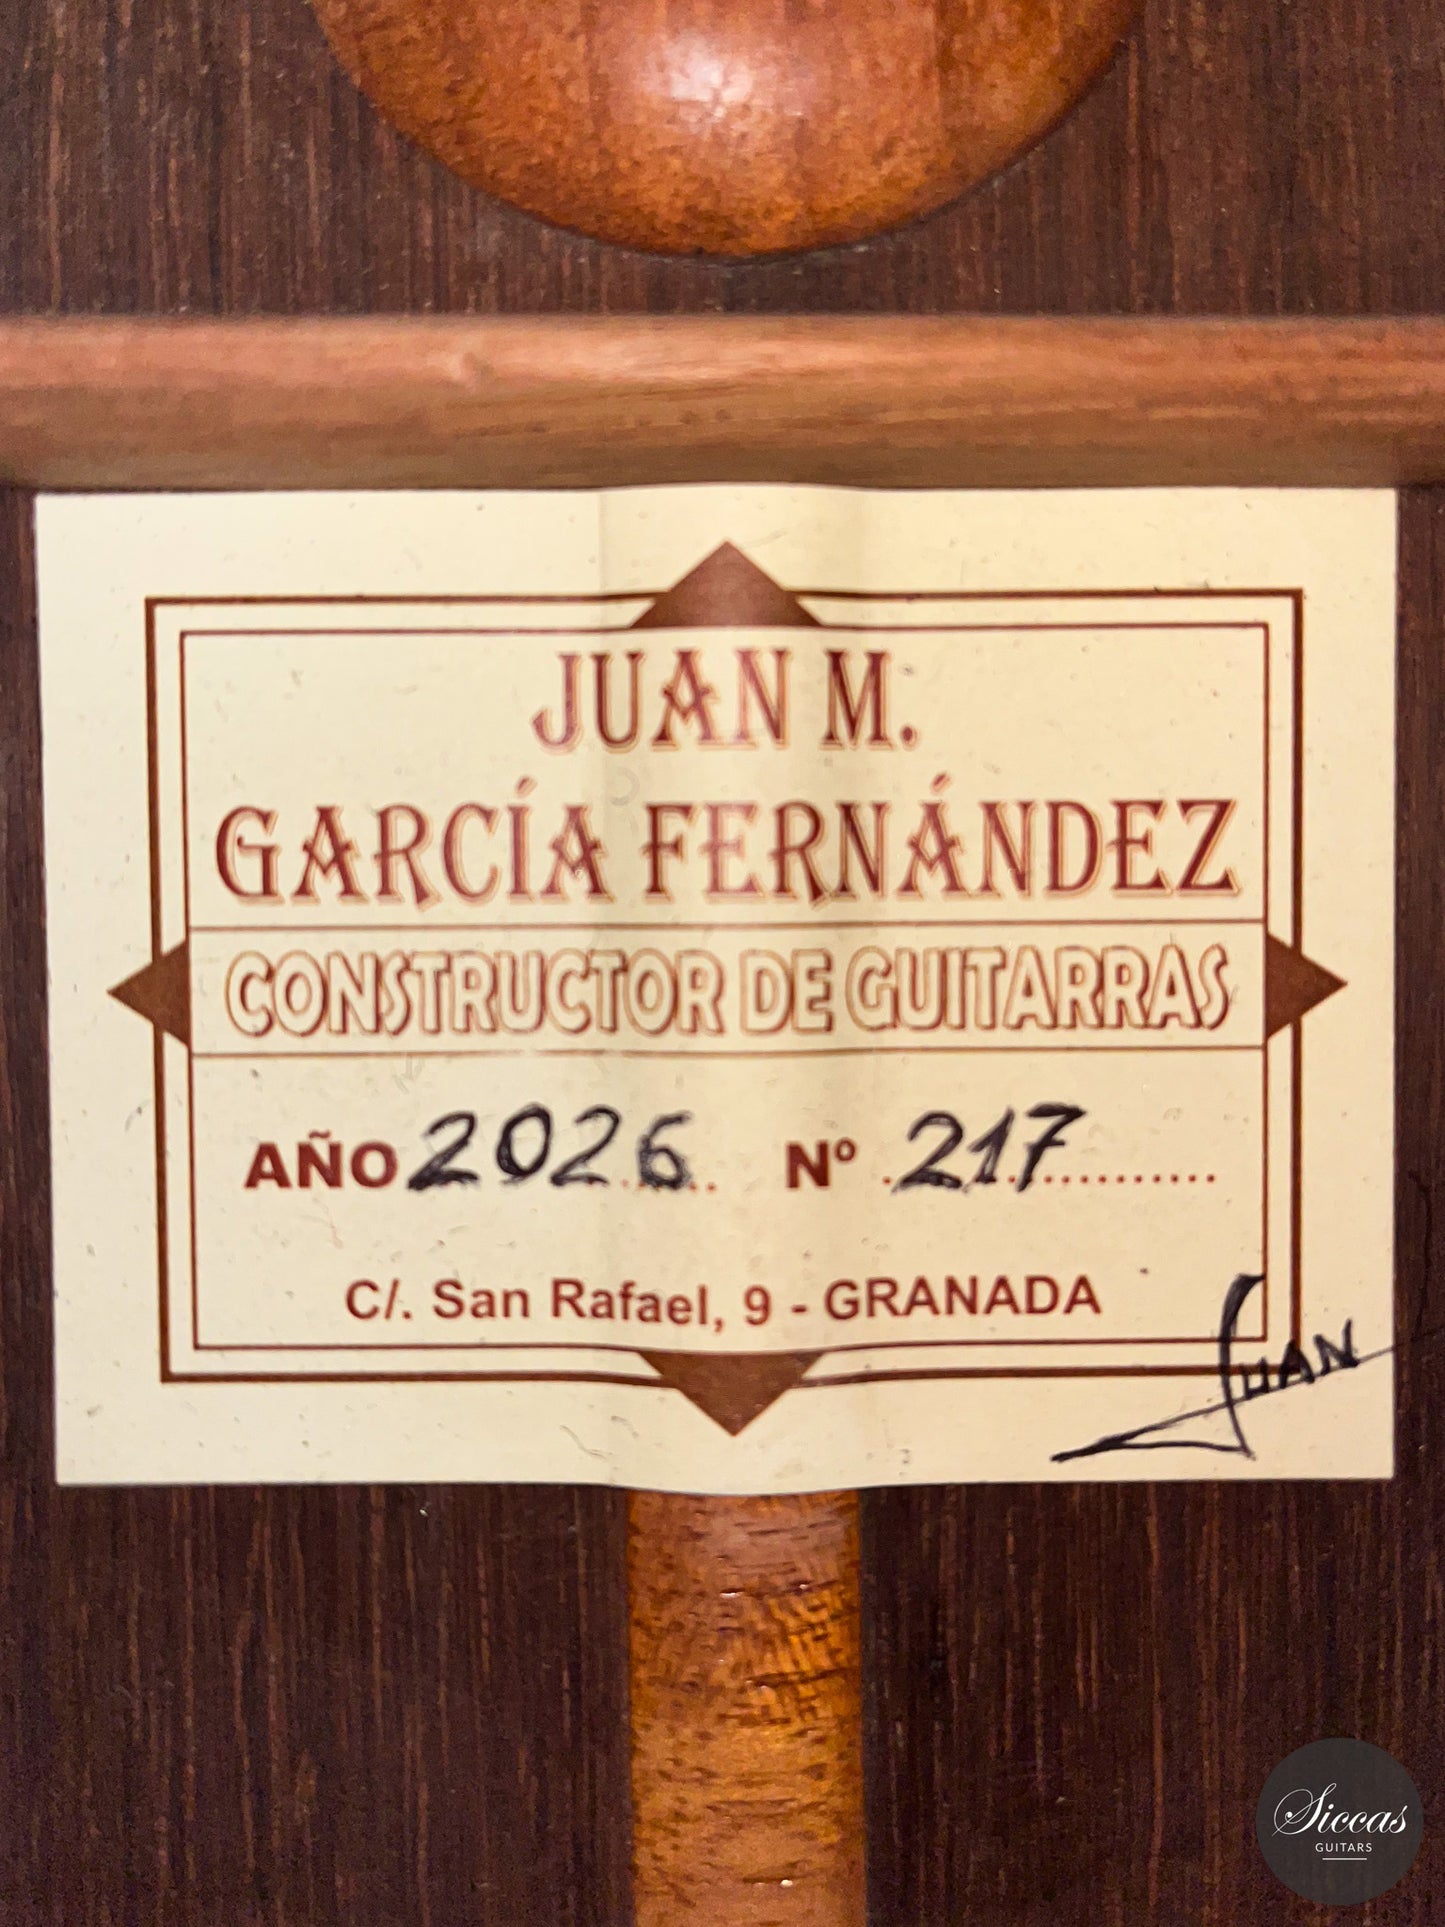 JUAN M.
GARCÍA FERNÁNDEZ
CONSTRUCTOR DE GUITARRAS
AÑO 2026 Nº 217
C/. San Rafael, 9 - GRANADA
JUAN
Siccas
GUITARS